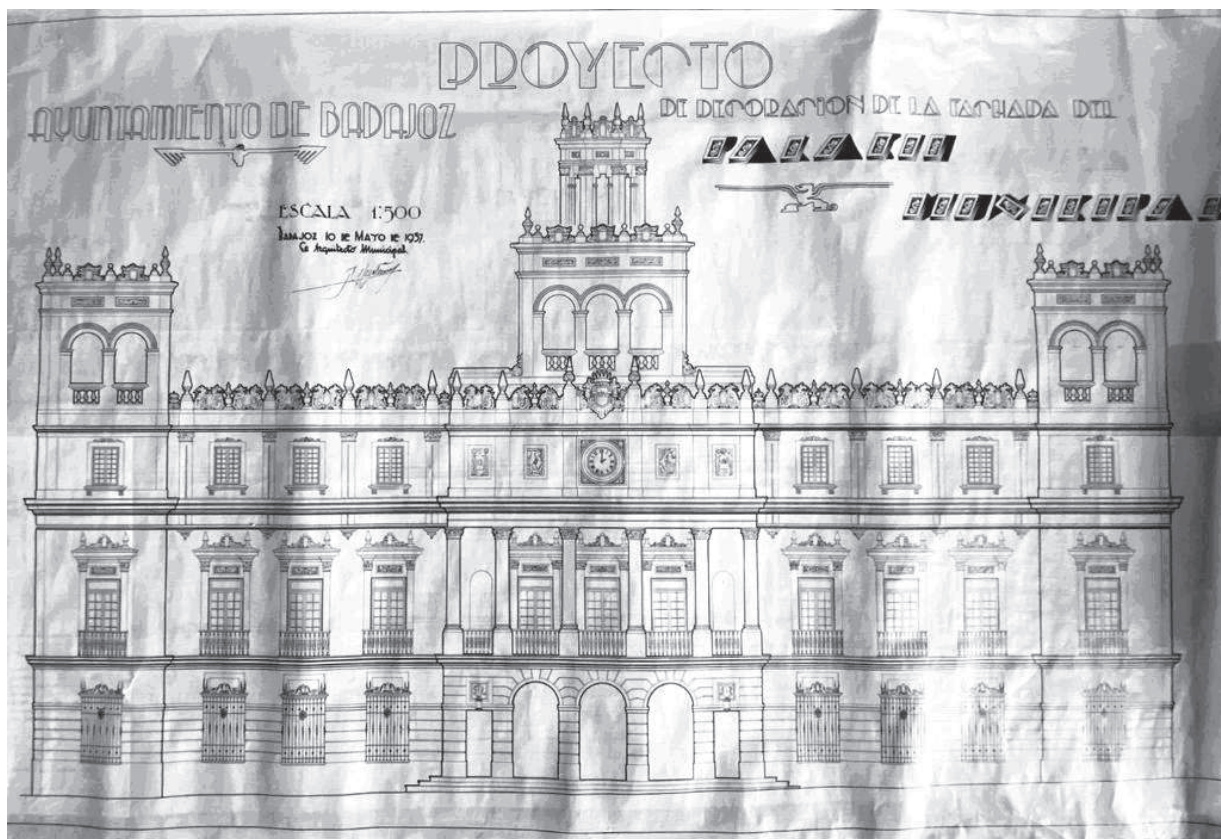 PROYECTO
AYUNTAMIENTO DE BADAJOZ
DE DECORACION DE LA FACHADA DEL
PALACIO
MUNICIPAL
ESCALA 1:500
BADAJOZ 10 DE MAYO DE 1937.
El Arquitecto Municipal